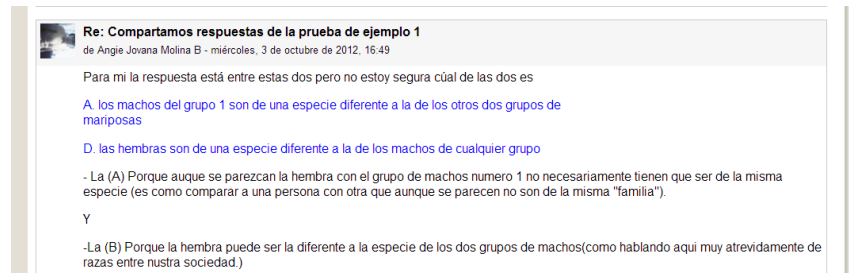 Re: Compartamos respuestas de la prueba de ejemplo 1
de Angie Jovana Molina B - miércoles, 3 de octubre de 2012, 16:49
Para mi la respuesta está entre estas dos pero no estoy segura cúal de las dos es
A. los machos del grupo 1 son de una especie diferente a la de los otros dos grupos de
mariposas
D. las hembras son de una especie diferente a la de los machos de cualquier grupo
- La (A) Porque auque se parezcan la hembra con el grupo de machos numero 1 no necesariamente tienen que ser de la misma
especie (es como comparar a una persona con otra que aunque se parecen no son de la misma "familia").
Y
-La (B) Porque la hembra puede ser la diferente a la especie de los dos grupos de machos(como hablando aqui muy atrevidamente de
razas entre nustra sociedad.)